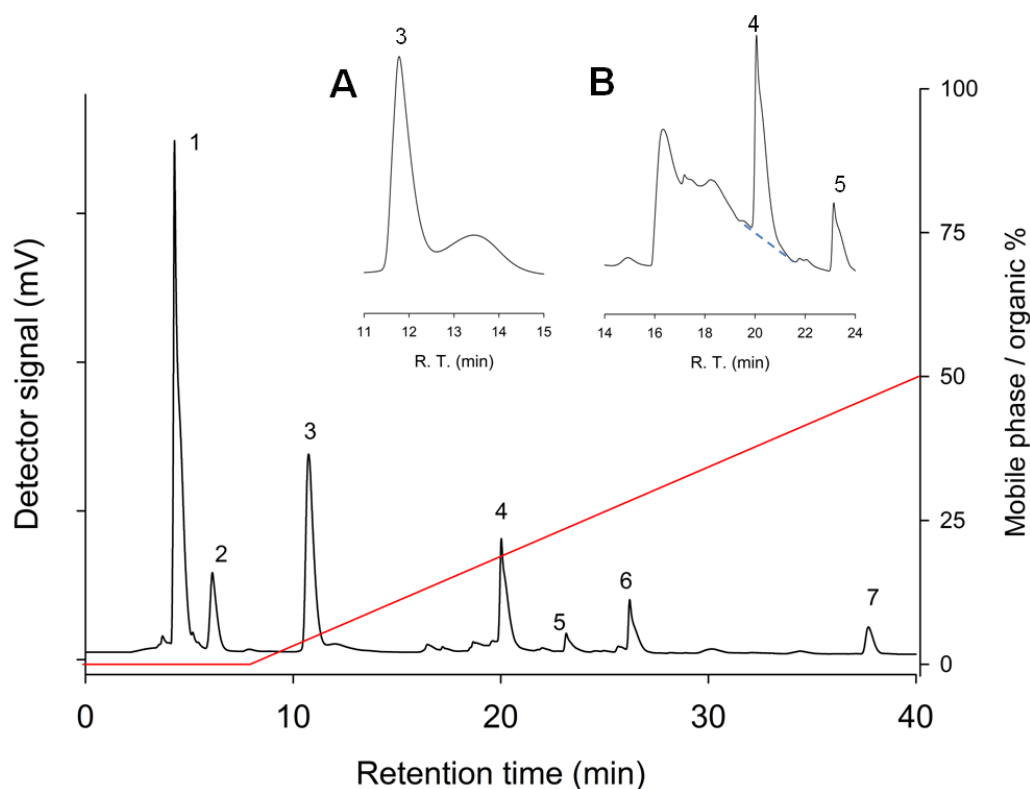 A
3
11 12 13 14 15
R. T. (min)
B
4
5
14 16 18 20 22 24
R. T. (min)
Detector signal (mV)
1
2
3
4
5
6
7
0 10 20 30 40
Retention time (min)
100
75
50
25
0
Mobile phase / organic %